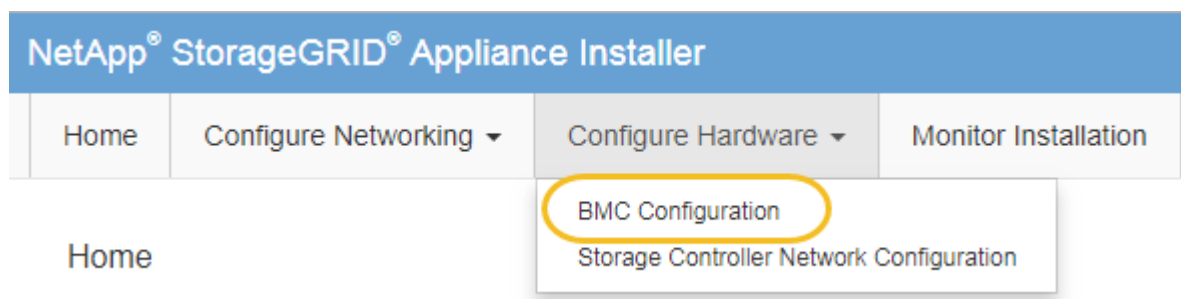 NetApp® StorageGRID® Appliance Installer
Home Configure Networking Configure Hardware Monitor Installation
BMC Configuration
Home
Storage Controller Network Configuration